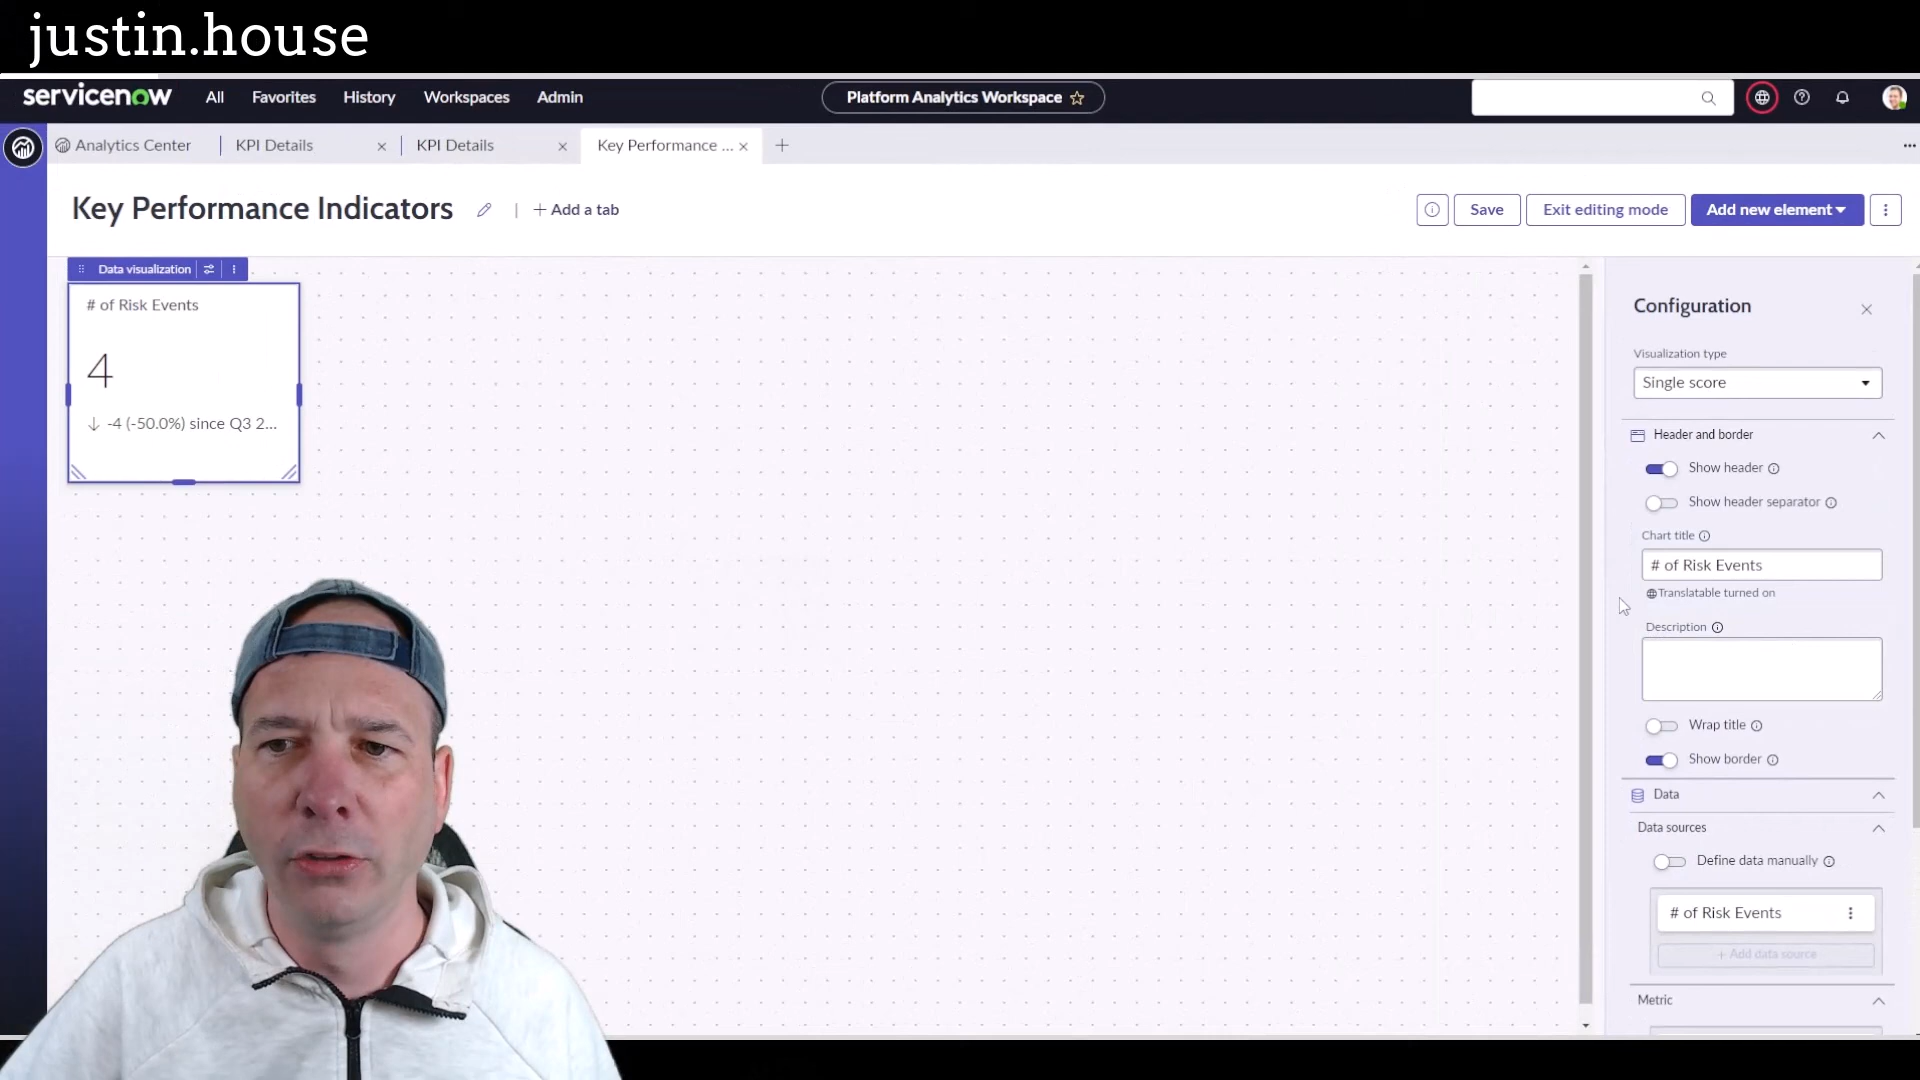 justin.house
servicenow All Favorites History Workspaces Admin Platform Analytics Workspace
Analytics Center KPI Details KPI Details Key Performance ...
Key Performance Indicators + Add a tab Save Exit editing mode Add new element
Data visualization
# of Risk Events
4
-4 (-50.0%) since Q3 2...
Configuration
Visualization type
Single score
Header and border
Show header
Show header separator
Chart title
# of Risk Events
Translatable turned on
Description
Wrap title
Show border
Data
Data sources
Define data manually
# of Risk Events
+ Add data source
Metric